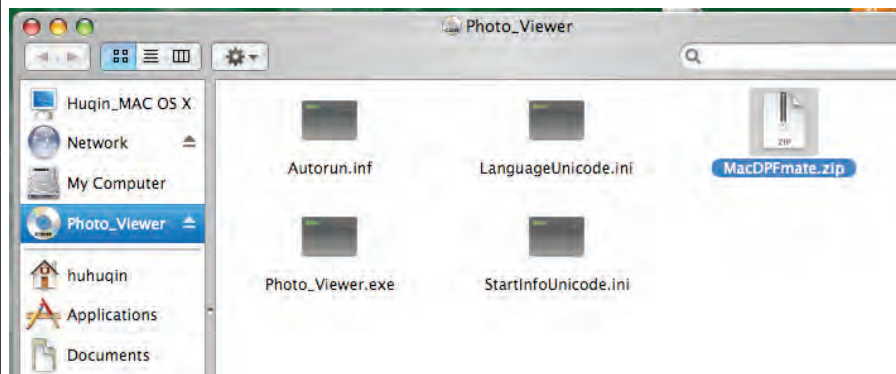 Photo_Viewer
Huqin_MAC OS X
Network
My Computer
Photo_Viewer
huhuqin
Applications
Documents
Autorun.inf
LanguageUnicode.ini
ZIP
MacDPFmate.zip
Photo_Viewer.exe
StartInfoUnicode.ini